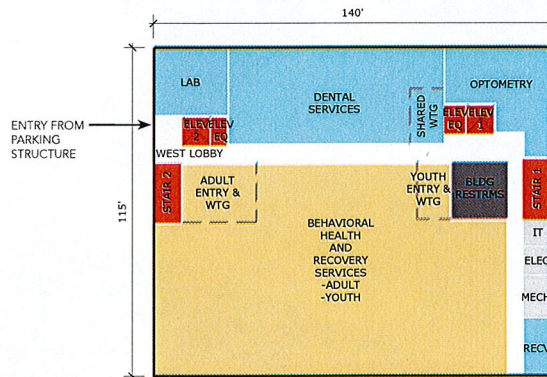 140'
LAB
DENTAL
SERVICES
OPTOMETRY
SHARED
WTG
ELEV
2
ELEV
EQ
ELEV
EQ
ELEV
1
ENTRY FROM
PARKING
STRUCTURE
WEST LOBBY
STAIR 2
ADULT
ENTRY &
WTG
YOUTH
ENTRY &
WTG
BLDG
RESTRMS
STAIR 1
115'
BEHAVIORAL
HEALTH
AND
RECOVERY
SERVICES
-ADULT
-YOUTH
IT
ELEC
MECH
RECV